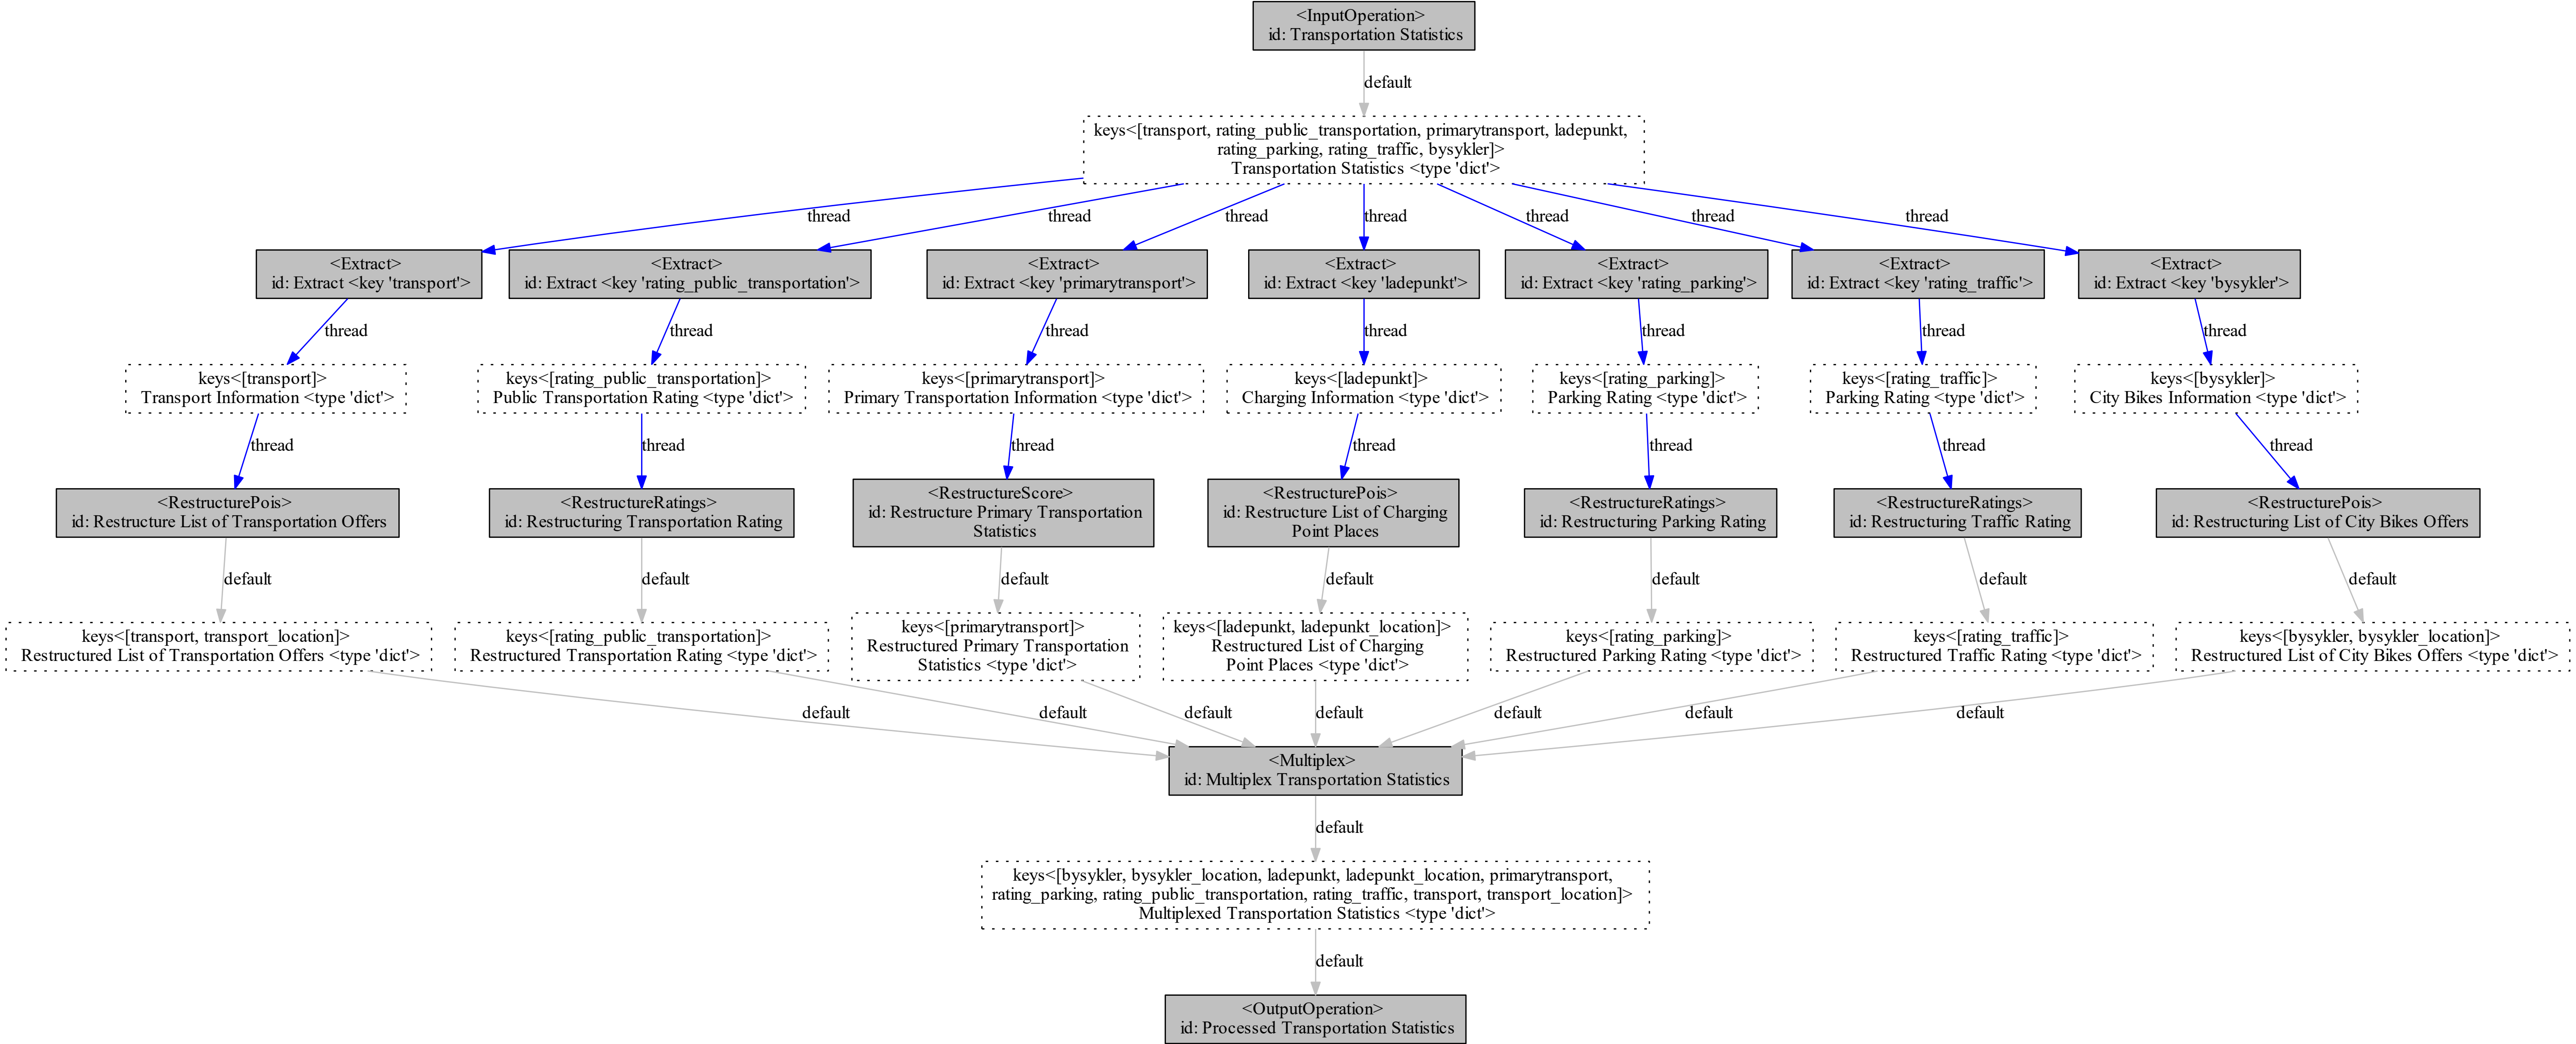 <InputOperation>
id: Transportation Statistics
default
keys<[transport, rating_public_transportation, primarytransport, ladepunkt,
rating_parking, rating_traffic, bysykler]>
Transportation Statistics <type 'dict'>
thread
thread
thread
thread
thread
thread
thread
<Extract>
id: Extract <key 'transport'>
<Extract>
id: Extract <key 'rating_public_transportation'>
<Extract>
id: Extract <key 'primarytransport'>
<Extract>
id: Extract <key 'ladepunkt'>
<Extract>
id: Extract <key 'rating_parking'>
<Extract>
id: Extract <key 'rating_traffic'>
<Extract>
id: Extract <key 'bysykler'>
thread
thread
thread
thread
thread
thread
thread
keys<[transport]>
Transport Information <type 'dict'>
keys<[rating_public_transportation]>
Public Transportation Rating <type 'dict'>
keys<[primarytransport]>
Primary Transportation Information <type 'dict'>
keys<[ladepunkt]>
Charging Information <type 'dict'>
keys<[rating_parking]>
Parking Rating <type 'dict'>
keys<[rating_traffic]>
Parking Rating <type 'dict'>
keys<[bysykler]>
City Bikes Information <type 'dict'>
thread
thread
thread
thread
thread
thread
thread
<RestructurePois>
id: Restructure List of Transportation Offers
<RestructureRatings>
id: Restructuring Transportation Rating
<RestructureScore>
id: Restructure Primary Transportation
Statistics
<RestructurePois>
id: Restructure List of Charging
Point Places
<RestructureRatings>
id: Restructuring Parking Rating
<RestructureRatings>
id: Restructuring Traffic Rating
<RestructurePois>
id: Restructuring List of City Bikes Offers
default
default
default
default
default
default
default
keys<[transport, transport_location]>
Restructured List of Transportation Offers <type 'dict'>
keys<[rating_public_transportation]>
Restructured Transportation Rating <type 'dict'>
keys<[primarytransport]>
Restructured Primary Transportation
Statistics <type 'dict'>
keys<[ladepunkt, ladepunkt_location]>
Restructured List of Charging
Point Places <type 'dict'>
keys<[rating_parking]>
Restructured Parking Rating <type 'dict'>
keys<[rating_traffic]>
Restructured Traffic Rating <type 'dict'>
keys<[bysykler, bysykler_location]>
Restructured List of City Bikes Offers <type 'dict'>
default
default
default
default
default
default
default
<Multiplex>
id: Multiplex Transportation Statistics
default
keys<[bysykler, bysykler_location, ladepunkt, ladepunkt_location, primarytransport,
rating_parking, rating_public_transportation, rating_traffic, transport, transport_location]>
Multiplexed Transportation Statistics <type 'dict'>
default
<OutputOperation>
id: Processed Transportation Statistics